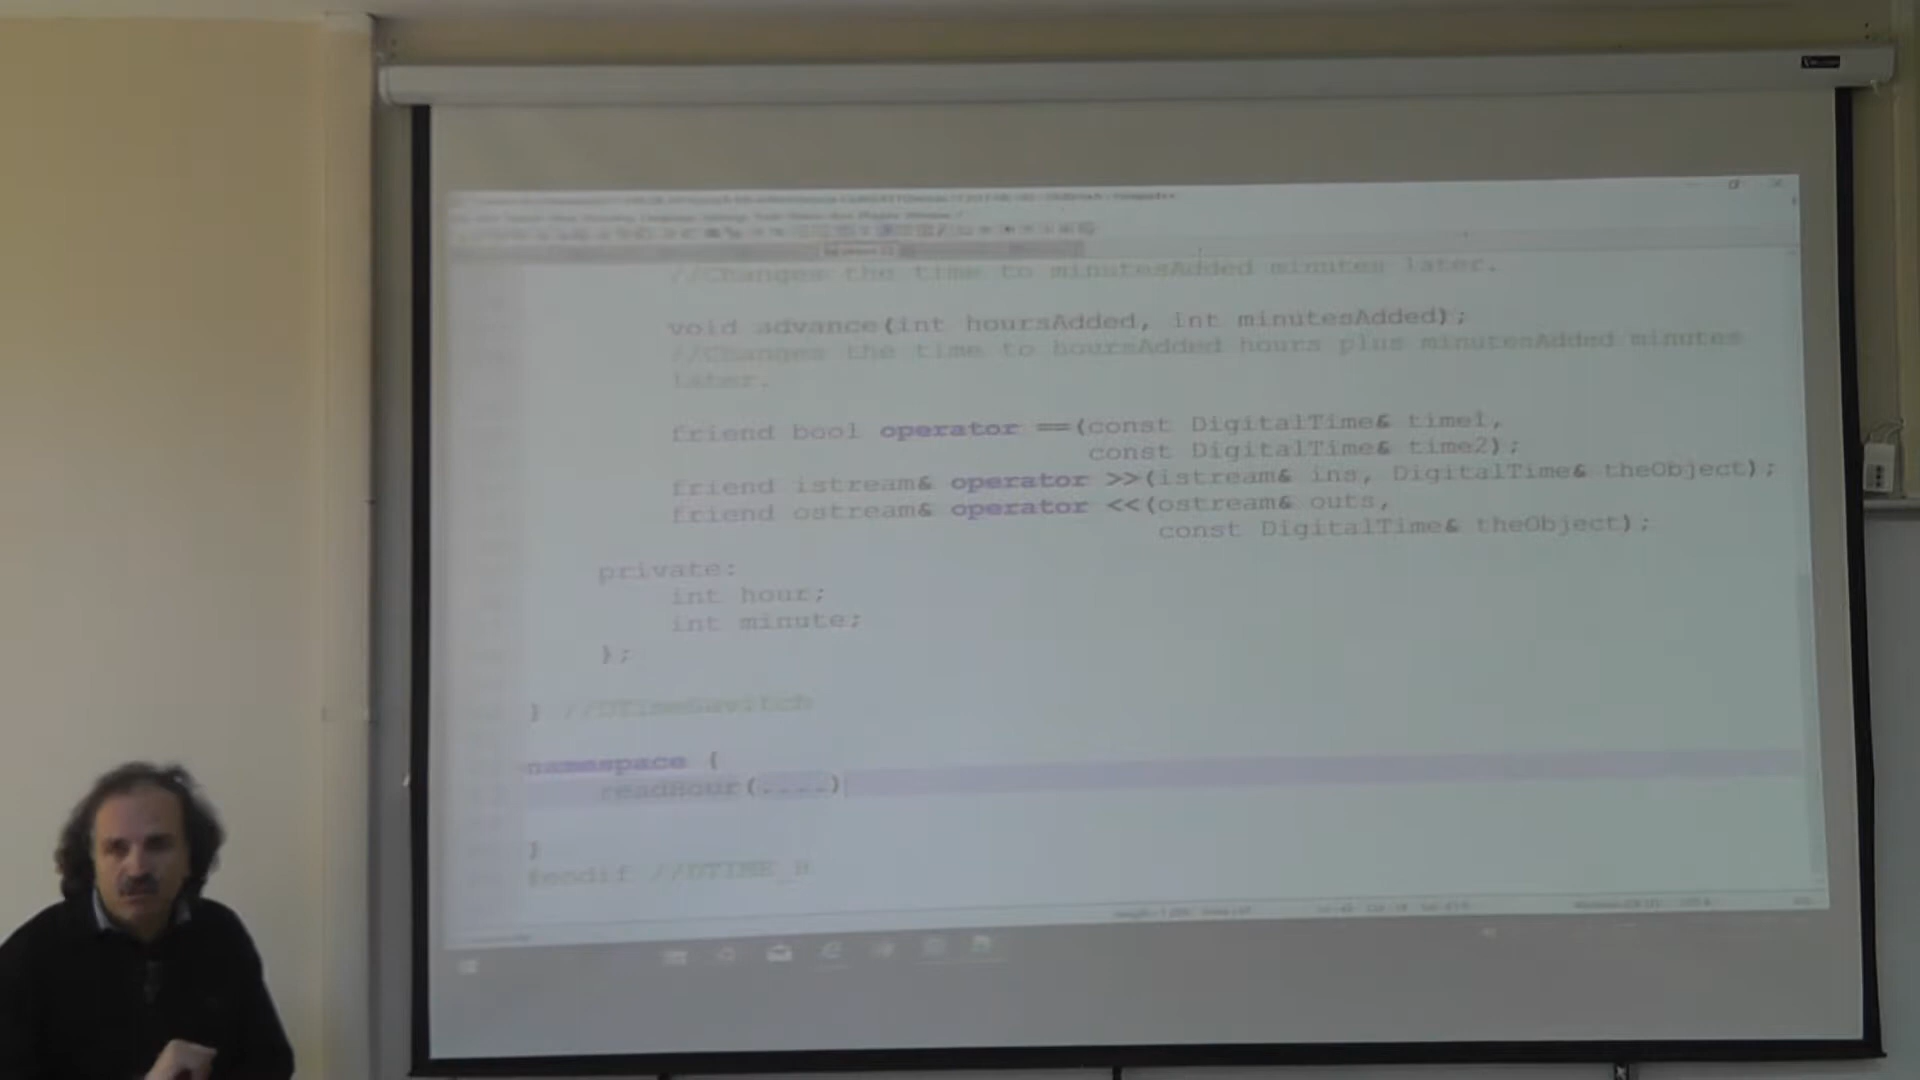 //Changes the time to minutesAdded minutes later.
void advance(int hoursAdded, int minutesAdded);
//Changes the time to hoursAdded hours plus minutesAdded minutes
later.
friend bool operator ==(const DigitalTime& time1,
const DigitalTime& time2);
friend istream& operator >>(istream& ins, DigitalTime& theObject);
friend ostream& operator <<(ostream& outs,
const DigitalTime& theObject);
private:
int hour;
int minute;
};
} //DTimeSavitch
namespace {
readHour(....)
}
#endif //DTIME_H